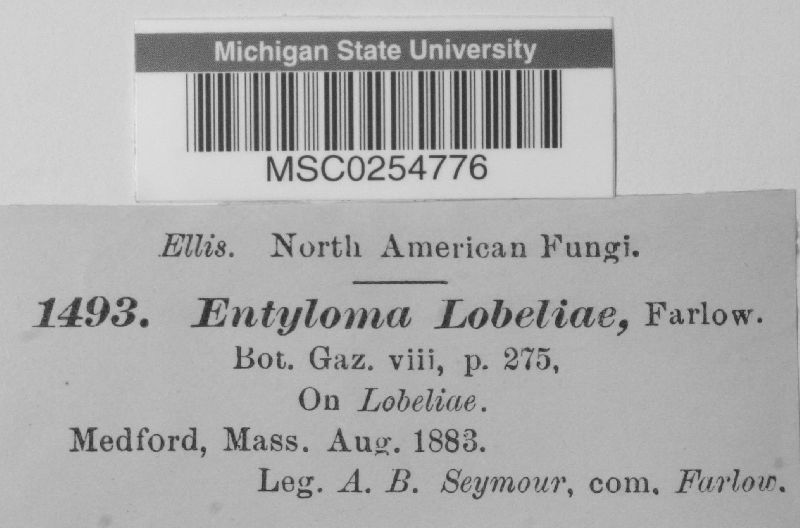 Michigan State University
MSC0254776
Ellis. North American Fungi.
1493. Entyloma Lobeliae, Farlow.
Bot. Gaz. viii, p. 275,
On Lobeliae.
Medford, Mass. Aug. 1883.
Leg. A. B. Seymour, com. Farlow.